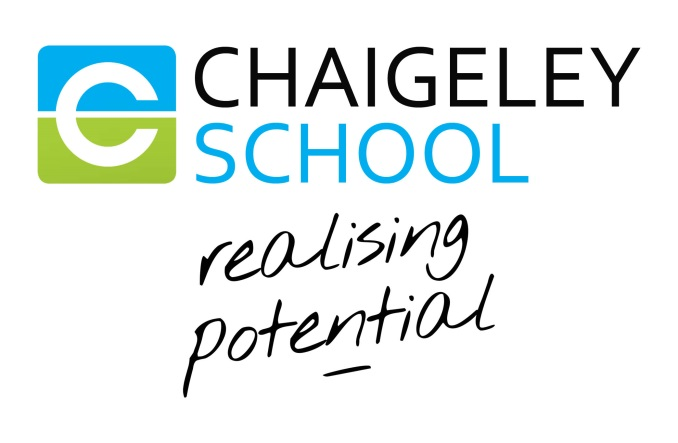 CHAIGELEY
SCHOOL
realising
potential